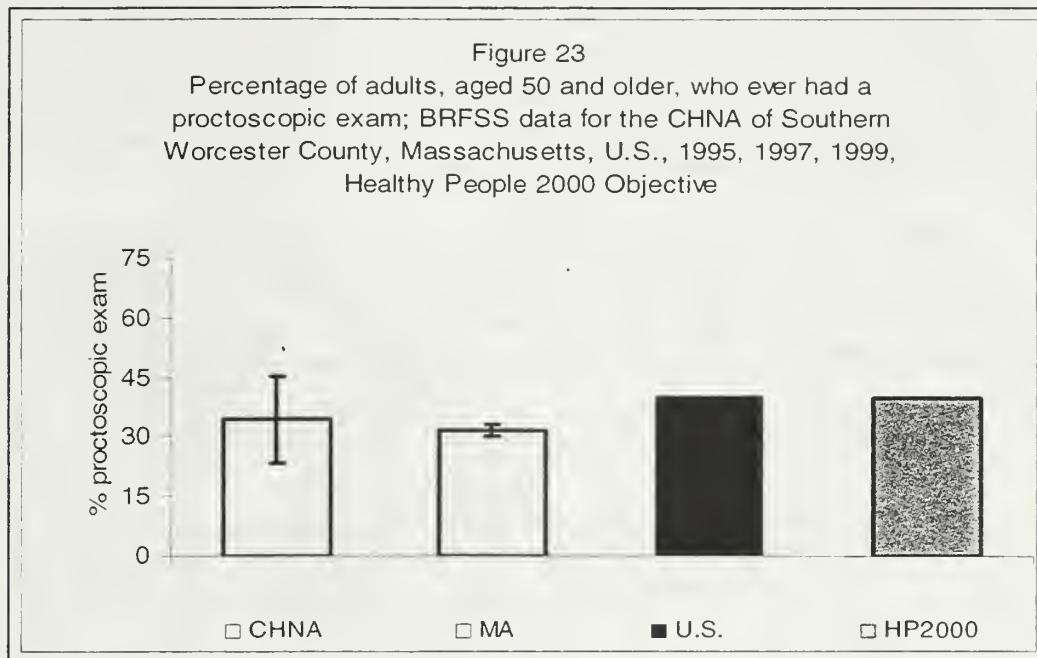 Figure 23
Percentage of adults, aged 50 and older, who ever had a
proctoscopic exam; BRFSS data for the CHNA of Southern
Worcester County, Massachusetts, U.S., 1995, 1997, 1999,
Healthy People 2000 Objective
% proctoscopic exam
75
60
45
30
15
0
CHNA MA U.S. HP2000